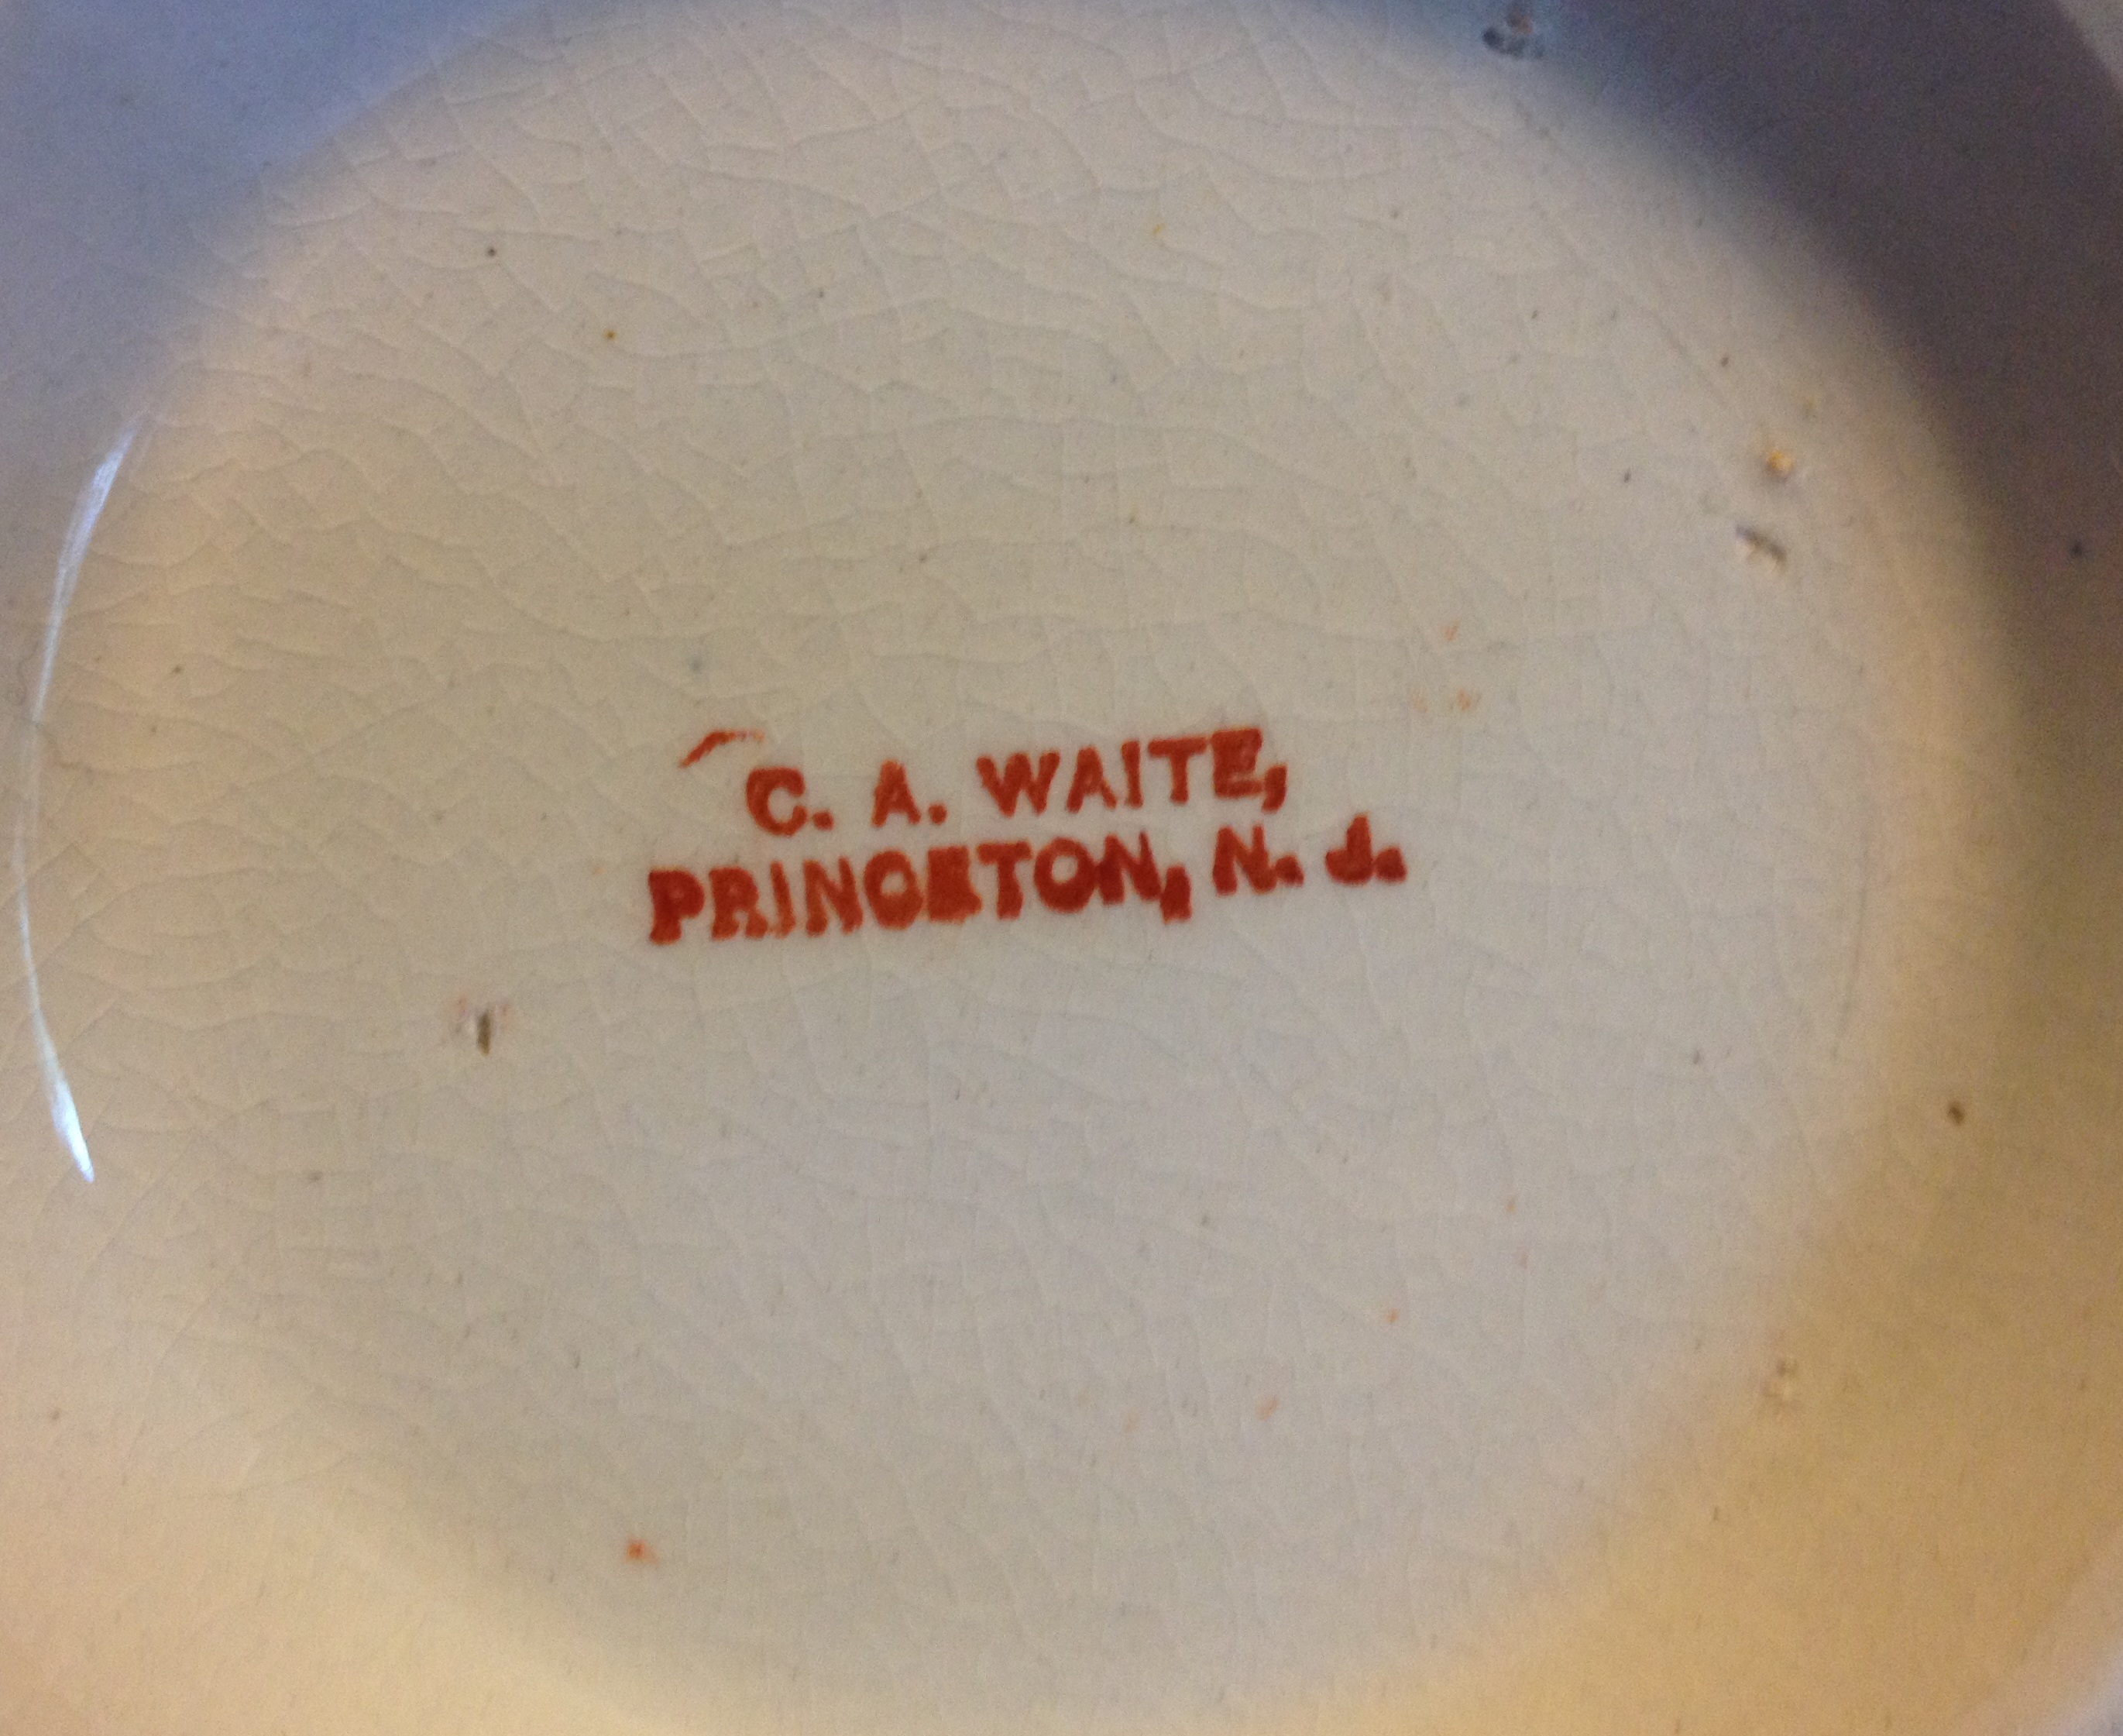 C. A. WAITE,
PRINCETON, N. J.